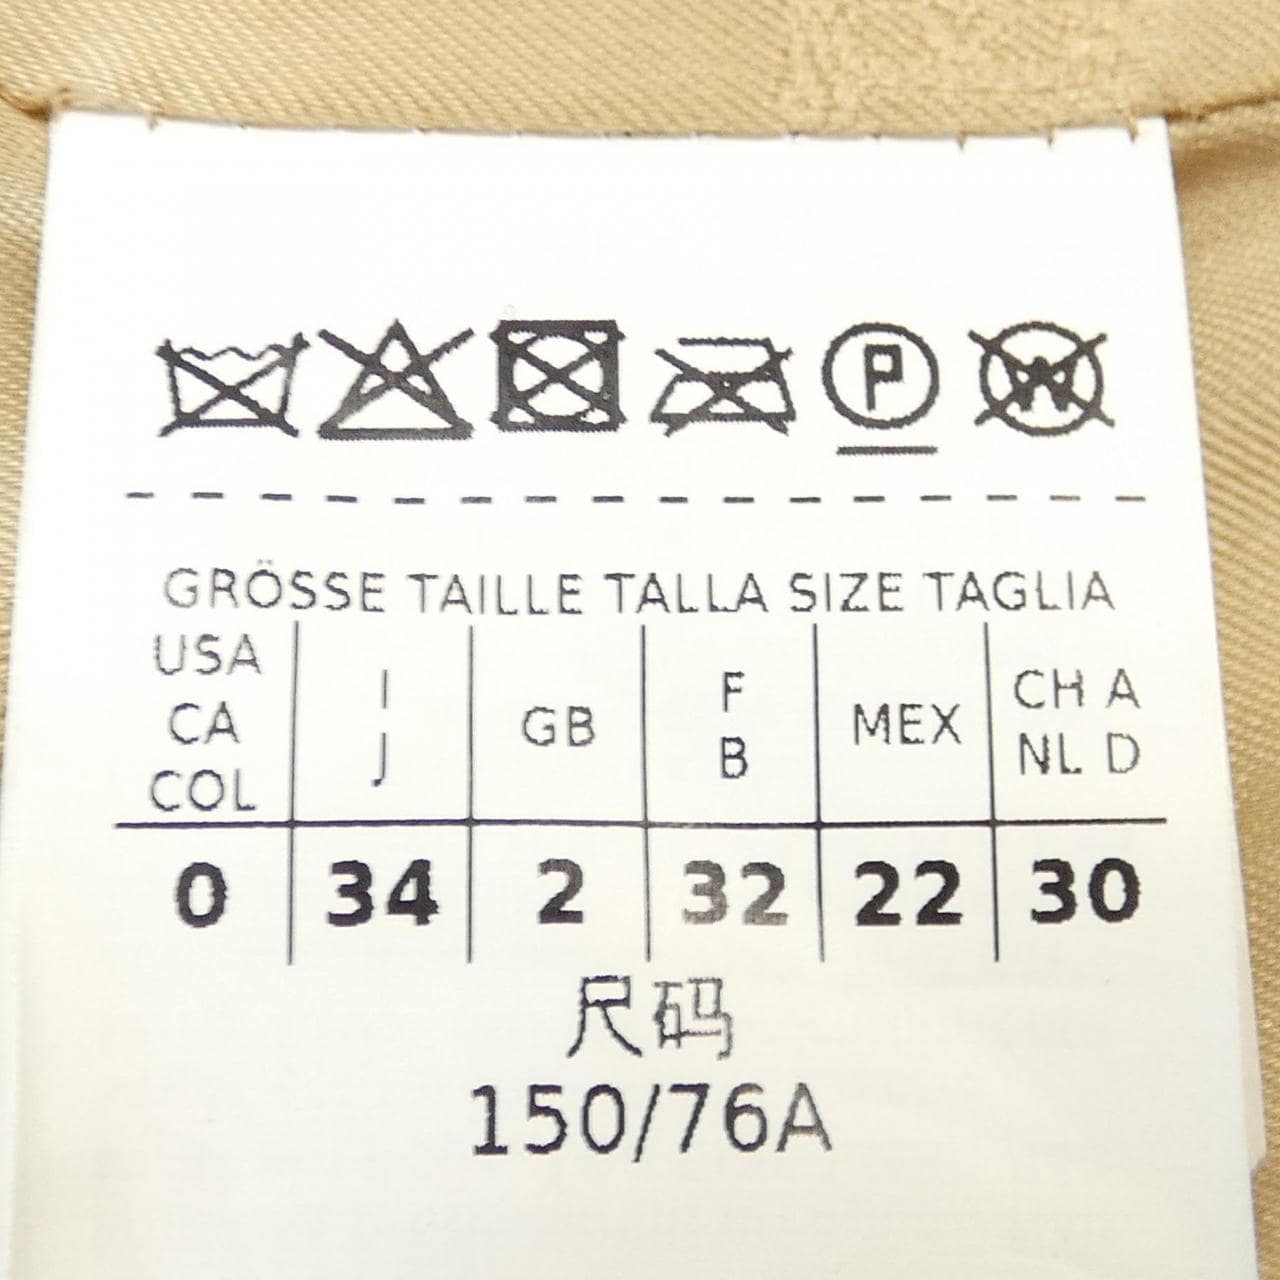 P W
GRÖSSE TAILLE TALLA SIZE TAGLIA
USA CA COL | I J | GB | F B | MEX | CH A NL D
0 | 34 | 2 | 32 | 22 | 30
尺码
150/76A